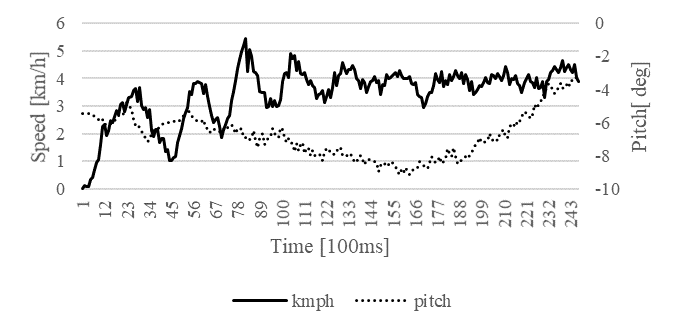 6
5
4
3
2
1
0
Speed [km/h]
0
-2
-4
-6
-8
-10
Pitch[ deg]
1 12 23 34 45 56 67 78 89 100 111 122 133 144 155 166 177 188 199 210 221 232 243
Time [100ms]
kmph pitch